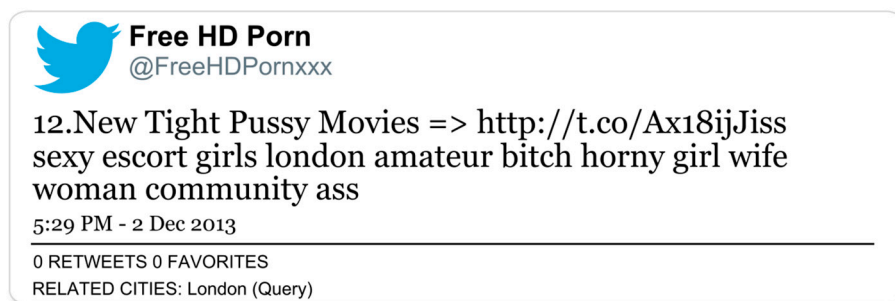 Free HD Porn
@FreeHDPornxxx
12.New Tight Pussy Movies => http://t.co/Ax18ijJiss
sexy escort girls london amateur bitch horny girl wife
woman community ass
5:29 PM - 2 Dec 2013
0 RETWEETS 0 FAVORITES
RELATED CITIES: London (Query)